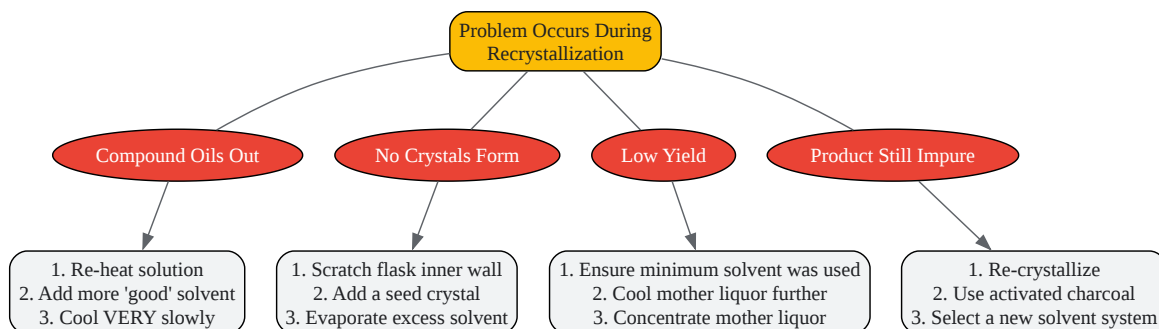 Problem Occurs During
Recrystallization
Compound Oils Out
No Crystals Form
Low Yield
Product Still Impure
1. Re-heat solution
2. Add more 'good' solvent
3. Cool VERY slowly
1. Scratch flask inner wall
2. Add a seed crystal
3. Evaporate excess solvent
1. Ensure minimum solvent was used
2. Cool mother liquor further
3. Concentrate mother liquor
1. Re-crystallize
2. Use activated charcoal
3. Select a new solvent system